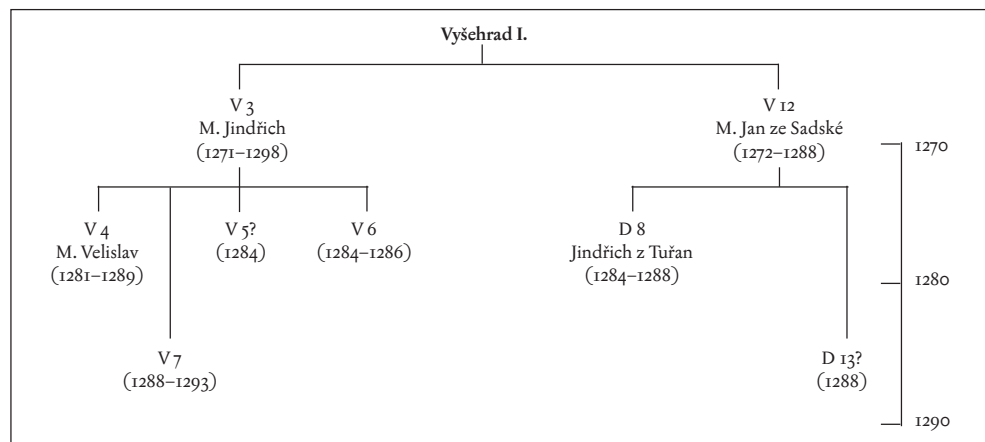 Vyšehrad I.
V 3
M. Jindřich
(1271–1298)
V 12
M. Jan ze Sadské
(1272–1288)
1270
V 4
M. Velislav
(1281–1289)
V 5?
(1284)
V 6
(1284–1286)
D 8
Jindřich z Tuřan
(1284–1288)
1280
V 7
(1288–1293)
D 13?
(1288)
1290